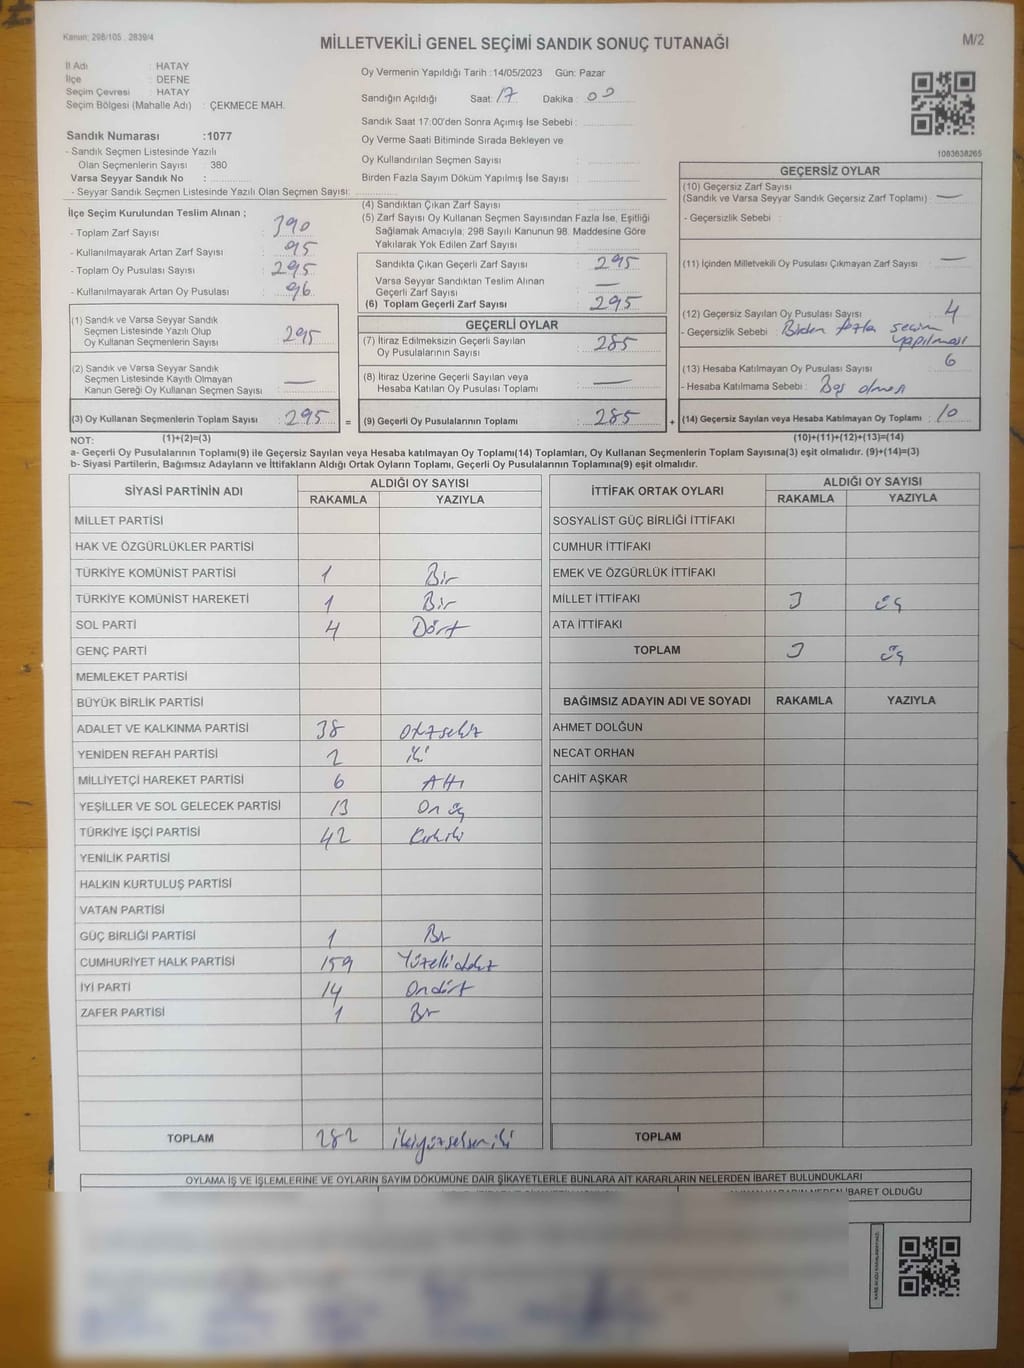 Kanun: 298/105 , 2839/4
MİLLETVEKİLİ GENEL SEÇİMİ SANDIK SONUÇ TUTANAĞI
M/2
İl Adı : HATAY
İlçe : DEFNE
Seçim Çevresi : HATAY
Seçim Bölgesi (Mahalle Adı) : ÇEKMECE MAH.
Sandık Numarası :1077
- Sandık Seçmen Listesinde Yazılı
Olan Seçmenlerin Sayısı : 380
Varsa Seyyar Sandık No :
- Seyyar Sandık Seçmen Listesinde Yazılı Olan Seçmen Sayısı:
Oy Vermenin Yapıldığı Tarih :14/05/2023 Gün: Pazar
Sandığın Açıldığı Saat: 17 Dakika : 00
Sandık Saat 17:00'den Sonra Açımış İse Sebebi :
Oy Verme Saati Bitiminde Sırada Bekleyen ve
Oy Kullandırılan Seçmen Sayısı :
Birden Fazla Sayım Döküm Yapılmış İse Sayısı :
1083638265
İlçe Seçim Kurulundan Teslim Alınan ;
- Toplam Zarf Sayısı : 390
- Kullanılmayarak Artan Zarf Sayısı : 95
- Toplam Oy Pusulası Sayısı : 295
- Kullanılmayarak Artan Oy Pusulası : 96
(4) Sandıktan Çıkan Zarf Sayısı :
(5) Zarf Sayısı Oy Kullanan Seçmen Sayısından Fazla İse, Eşitliği
Sağlamak Amacıyla; 298 Sayılı Kanunun 98. Maddesine Göre
Yakılarak Yok Edilen Zarf Sayısı :
Sandıkta Çıkan Geçerli Zarf Sayısı : 295
Varsa Seyyar Sandıktan Teslim Alınan
Geçerli Zarf Sayısı : —
(6) Toplam Geçerli Zarf Sayısı : 295
GEÇERSİZ OYLAR
(10) Geçersiz Zarf Sayısı
(Sandık ve Varsa Seyyar Sandık Geçersiz Zarf Toplamı) : —
- Geçersizlik Sebebi :
(11) İçinden Milletvekili Oy Pusulası Çıkmayan Zarf Sayısı : —
(12) Geçersiz Sayılan Oy Pusulası Sayısı : 4
- Geçersizlik Sebebi : Birden fazla seçim
yapılması
(13) Hesaba Katılmayan Oy Pusulası Sayısı : 6
- Hesaba Katılmama Sebebi : Boş olması
(1) Sandık ve Varsa Seyyar Sandık
Seçmen Listesinde Yazılı Olup
Oy Kullanan Seçmenlerin Sayısı : 295
(2) Sandık ve Varsa Seyyar Sandık
Seçmen Listesinde Kayıtlı Olmayan
Kanun Gereği Oy Kullanan Seçmen Sayısı : —
GEÇERLİ OYLAR
(7) İtiraz Edilmeksizin Geçerli Sayılan
Oy Pusulalarının Sayısı : 285
(8) İtiraz Üzerine Geçerli Sayılan veya
Hesaba Katılan Oy Pusulası Toplamı : —
(3) Oy Kullanan Seçmenlerin Toplam Sayısı : 295 = (9) Geçerli Oy Pusulalarının Toplamı : 285 + (14) Geçersiz Sayılan veya Hesaba Katılmayan Oy Toplamı : 10
NOT: (1)+(2)=(3) (10)+(11)+(12)+(13)=(14)
a- Geçerli Oy Pusulalarının Toplamı(9) ile Geçersiz Sayılan veya Hesaba katılmayan Oy Toplamı(14) Toplamları, Oy Kullanan Seçmenlerin Toplam Sayısına(3) eşit olmalıdır. (9)+(14)=(3)
b- Siyasi Partilerin, Bağımsız Adayların ve İttifakların Aldığı Ortak Oyların Toplamı, Geçerli Oy Pusulalarının Toplamına(9) eşit olmalıdır.
SİYASİ PARTİNİN ADI ALDIĞI OY SAYISI
RAKAMLA YAZIYLA
MİLLET PARTİSİ
HAK VE ÖZGÜRLÜKLER PARTİSİ
TÜRKİYE KOMÜNİST PARTİSİ 1 Bir
TÜRKİYE KOMÜNİST HAREKETİ 1 Bir
SOL PARTİ 4 Dört
GENÇ PARTİ
MEMLEKET PARTİSİ
BÜYÜK BİRLİK PARTİSİ
ADALET VE KALKINMA PARTİSİ 38 Otuzsekiz
YENİDEN REFAH PARTİSİ 2 iki
MİLLİYETÇİ HAREKET PARTİSİ 6 Altı
YEŞİLLER VE SOL GELECEK PARTİSİ 13 On üç
TÜRKİYE İŞÇİ PARTİSİ 42 Kırkiki
YENİLİK PARTİSİ
HALKIN KURTULUŞ PARTİSİ
VATAN PARTİSİ
GÜÇ BİRLİĞİ PARTİSİ 1 Bir
CUMHURİYET HALK PARTİSİ 159 Yüzellidokuz
İYİ PARTİ 14 Ondört
ZAFER PARTİSİ 1 Bir
TOPLAM 282 ikiyüzsekseniki
İTTİFAK ORTAK OYLARI ALDIĞI OY SAYISI
RAKAMLA YAZIYLA
SOSYALİST GÜÇ BİRLİĞİ İTTİFAKI
CUMHUR İTTİFAKI
EMEK VE ÖZGÜRLÜK İTTİFAKI
MİLLET İTTİFAKI 3 üç
ATA İTTİFAKI
TOPLAM 3 üç
BAĞIMSIZ ADAYIN ADI VE SOYADI RAKAMLA YAZIYLA
AHMET DOLĞUN
NECAT ORHAN
CAHİT AŞKAR
TOPLAM
OYLAMA İŞ VE İŞLEMLERİNE VE OYLARIN SAYIM DÖKÜMÜNE DAİR ŞİKAYETLERLE BUNLARA AİT KARARLARIN NELERDEN İBARET BULUNDUKLARI
İBARET OLDUĞU